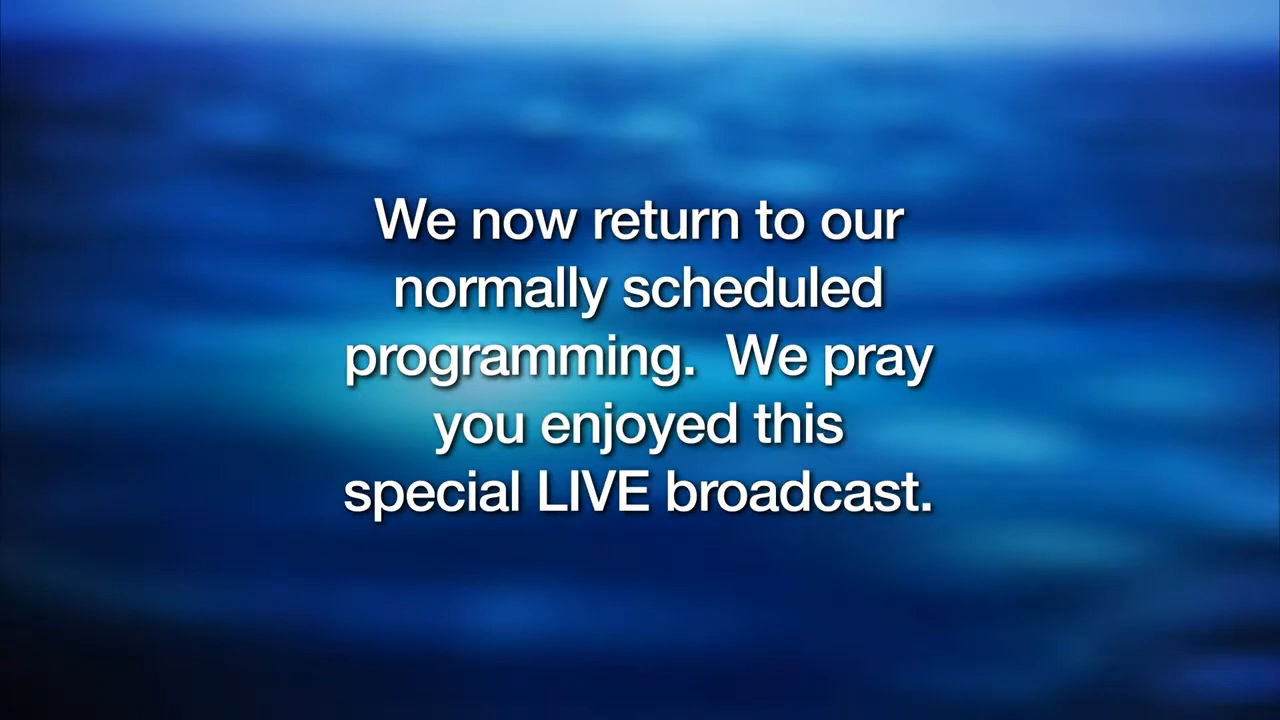 We now return to our
normally scheduled
programming.  We pray
you enjoyed this
special LIVE broadcast.